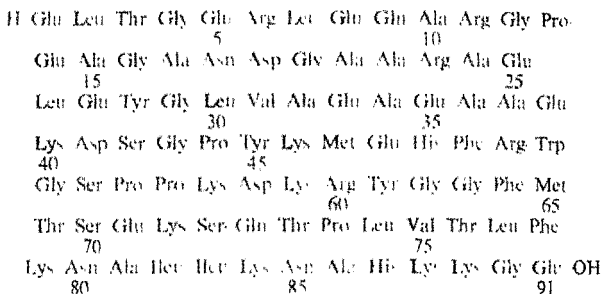 H Glu Leu Thr Gly Glu Arg Leu Glu Glu Ala Arg Gly Pro-
5 10
Glu Ala Gly Ala Asn Asp Gly Ala Ala Arg Ala Glu
15 25
Leu Glu Tyr Gly Leu Val Ala Glu Ala Glu Ala Ala Glu
30 35
Lys Asp Ser Gly Pro Tyr Lys Met Glu His Phe Arg Trp
40 45
Gly Ser Pro Pro Lys Asp Lys Arg Tyr Gly Gly Phe Met
60 65
Thr Ser Glu Lys Ser- Gln Thr Pro Leu Val Thr Leu Phe
70 75
Lys Asn Ala Ileu Ileu Lys Asn Ala His Lys Lys Gly Gln OH
80 85 91